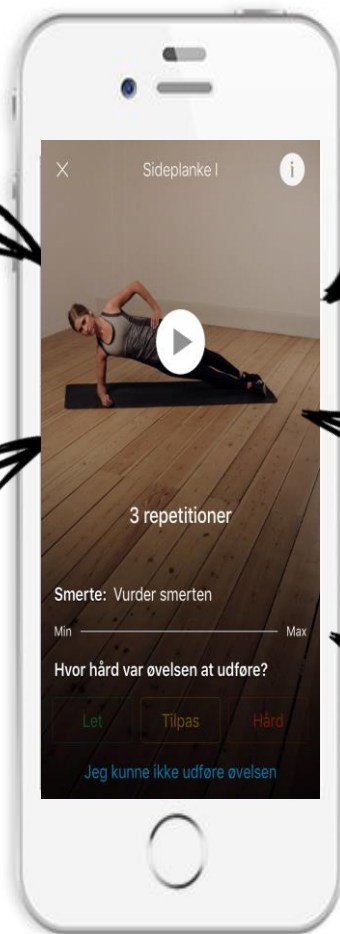 Sideplanke I
i
3 repetitioner
Smerte: Vurder smerten
Min Max
Hvor hård var øvelsen at udføre?
Let Tilpas Hård
Jeg kunne ikke udføre øvelsen